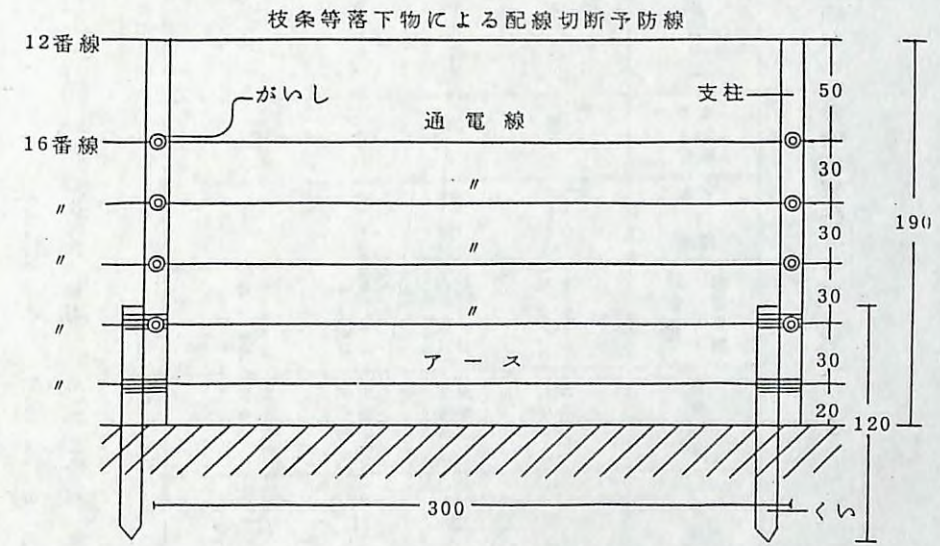 枝条等落下物による配線切断予防線
12番線
がいし
支柱
50
通電線
16番線
30
〃
〃
30
〃
190
〃
30
〃
〃
アース
30
〃
20
120
300
くい